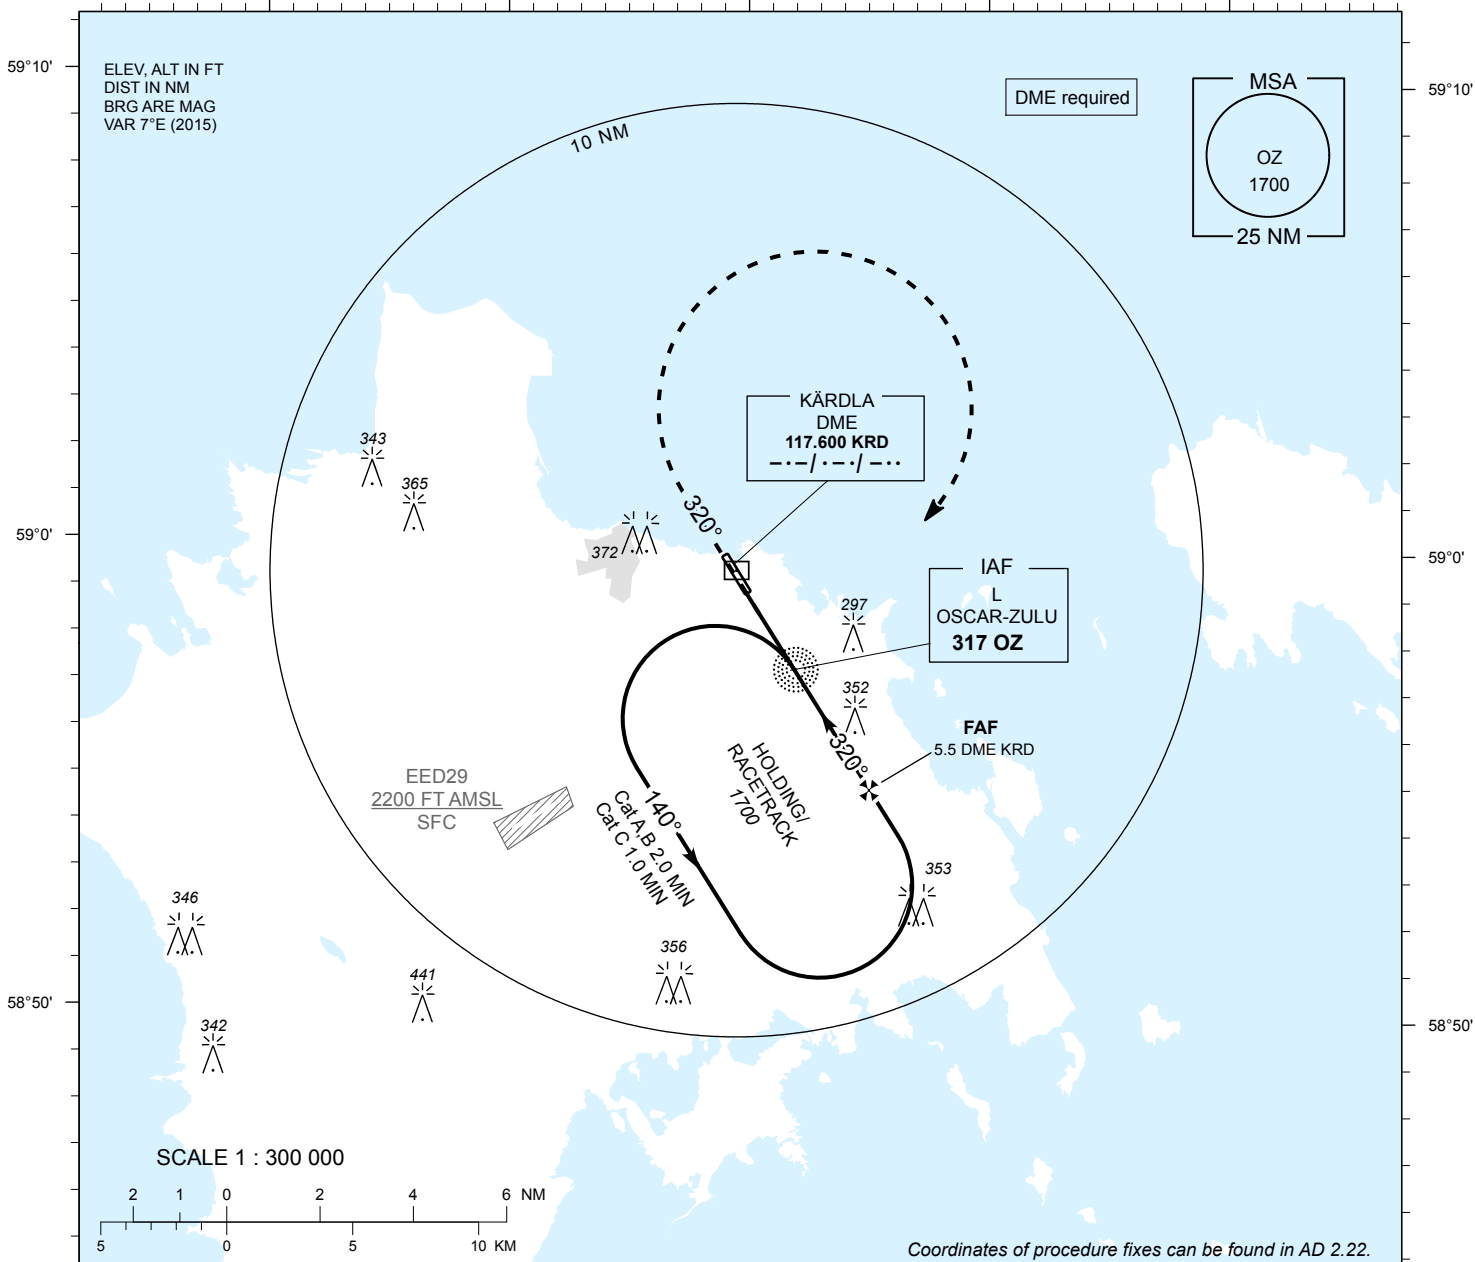 59°10'
ELEV, ALT IN FT
DIST IN NM
BRG ARE MAG
VAR 7°E (2015)
10 NM
DME required
MSA
OZ
1700
25 NM
59°10'
KÄRDLA
DME
117.600 KRD
343
365
372
320°
59°0'
59°0'
IAF
L
OSCAR-ZULU
317 OZ
297
352
FAF
5.5 DME KRD
320°
HOLDING/
RACETRACK
1700
140°
Cat A,B 2.0 MIN
Cat C 1.0 MIN
EED29
2200 FT AMSL
SFC
353
346
356
441
342
58°50'
58°50'
SCALE 1 : 300 000
2 1 0 2 4 6 NM
5 0 5 10 KM
Coordinates of procedure fixes can be found in AD 2.22.